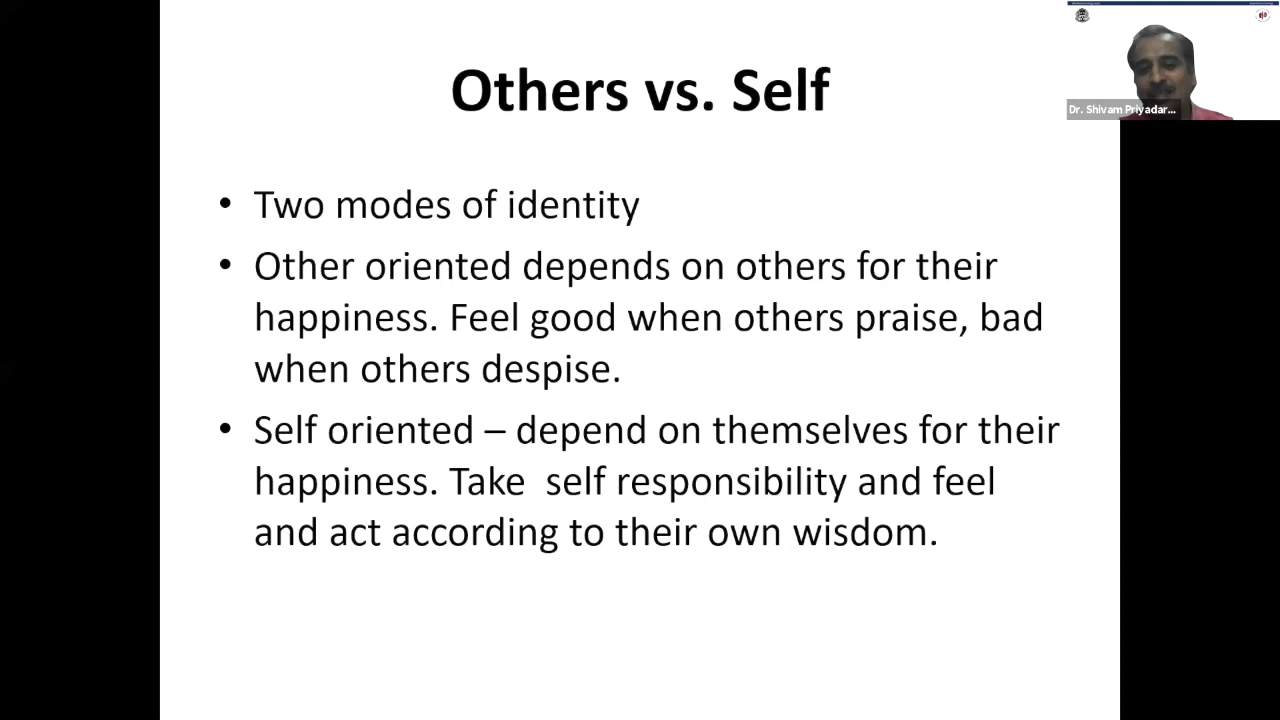 Others vs. Self
Dr. Shivam Priyadar...
• Two modes of identity
• Other oriented depends on others for their
happiness. Feel good when others praise, bad
when others despise.
• Self oriented – depend on themselves for their
happiness. Take  self responsibility and feel
and act according to their own wisdom.